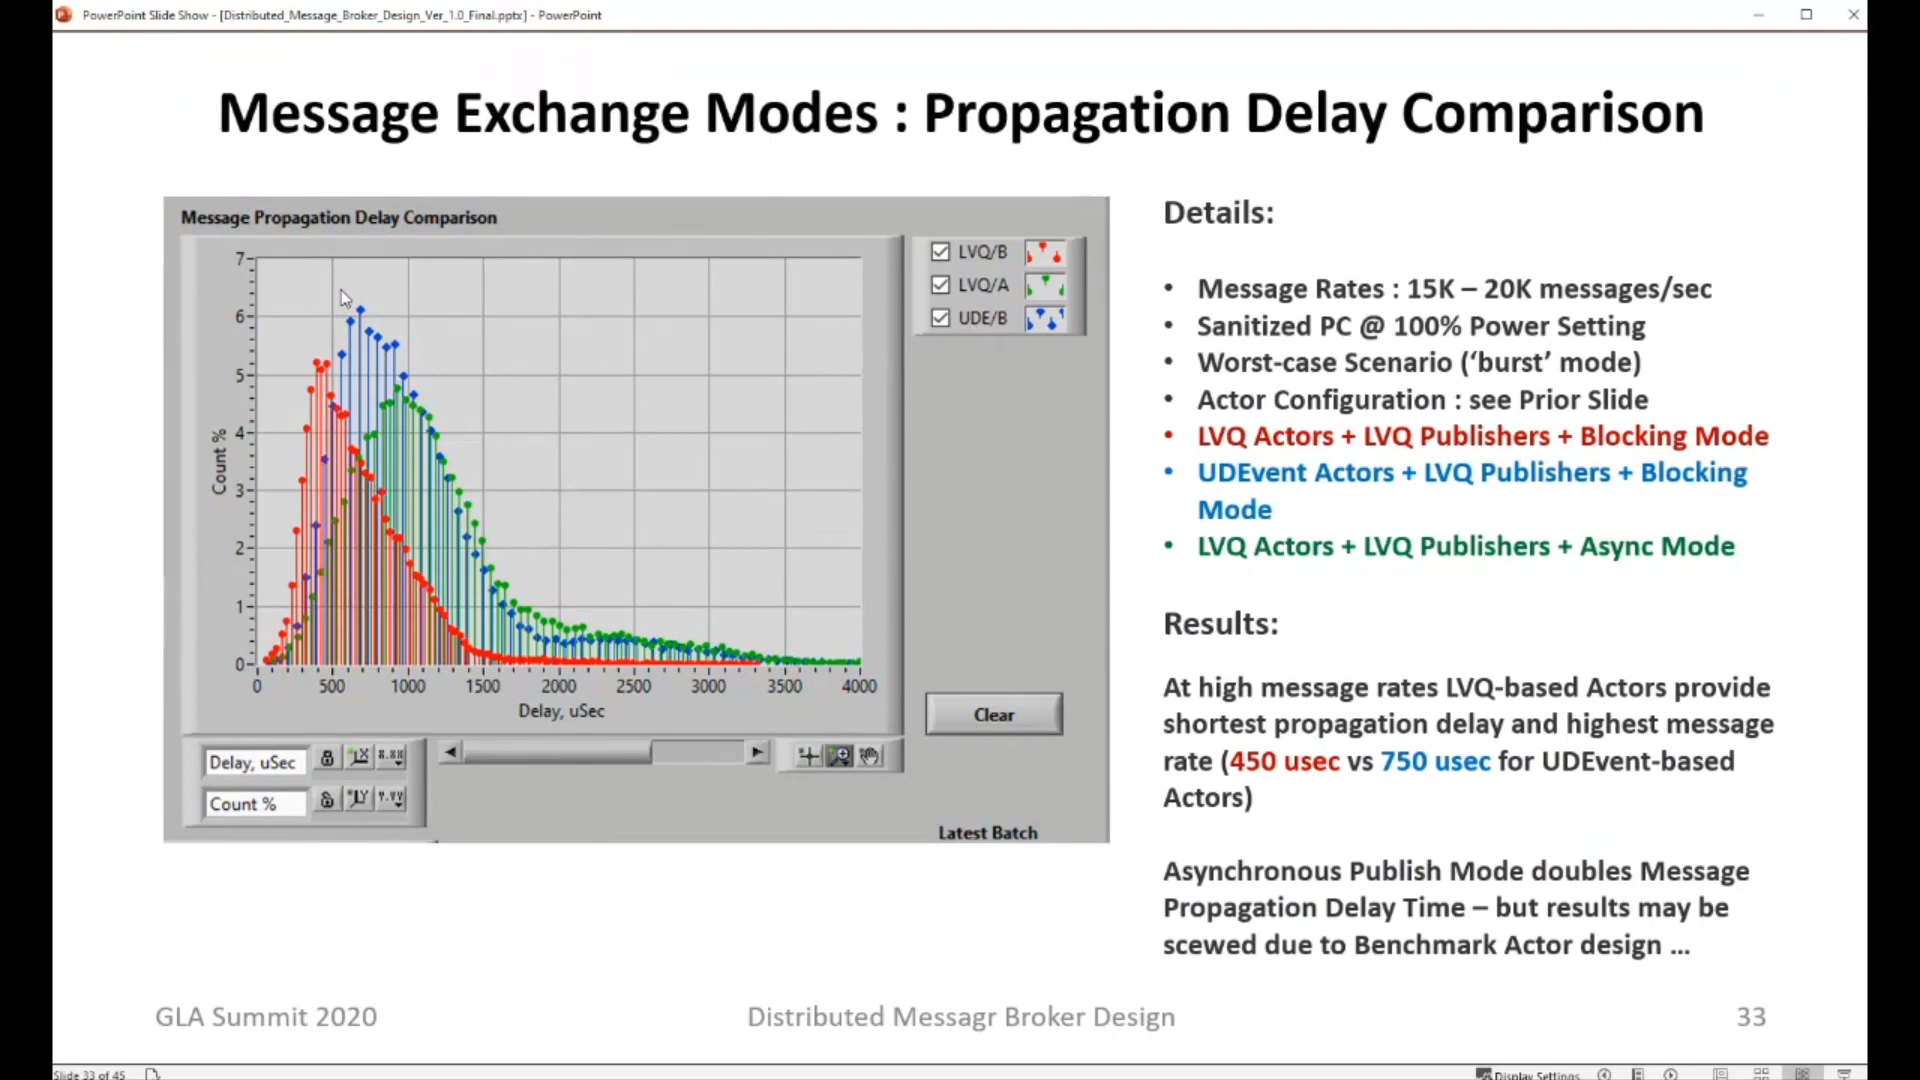 PowerPoint Slide Show - [Distributed_Message_Broker_Design_Ver_1.0_Final.pptx] - PowerPoint
Message Exchange Modes : Propagation Delay Comparison
Message Propagation Delay Comparison
7
6
5
4
3
2
1
0
Count %
0 500 1000 1500 2000 2500 3000 3500 4000
Delay, uSec
LVQ/B
LVQ/A
UDE/B
Clear
Delay, uSec
Count %
Latest Batch
Details:
• Message Rates : 15K – 20K messages/sec
• Sanitized PC @ 100% Power Setting
• Worst-case Scenario (‘burst’ mode)
• Actor Configuration : see Prior Slide
• LVQ Actors + LVQ Publishers + Blocking Mode
• UDEvent Actors + LVQ Publishers + Blocking
Mode
• LVQ Actors + LVQ Publishers + Async Mode
Results:
At high message rates LVQ-based Actors provide
shortest propagation delay and highest message
rate (450 usec vs 750 usec for UDEvent-based
Actors)
Asynchronous Publish Mode doubles Message
Propagation Delay Time – but results may be
scewed due to Benchmark Actor design ...
GLA Summit 2020
Distributed Messagr Broker Design
33
Slide 33 of 45
Display Settings